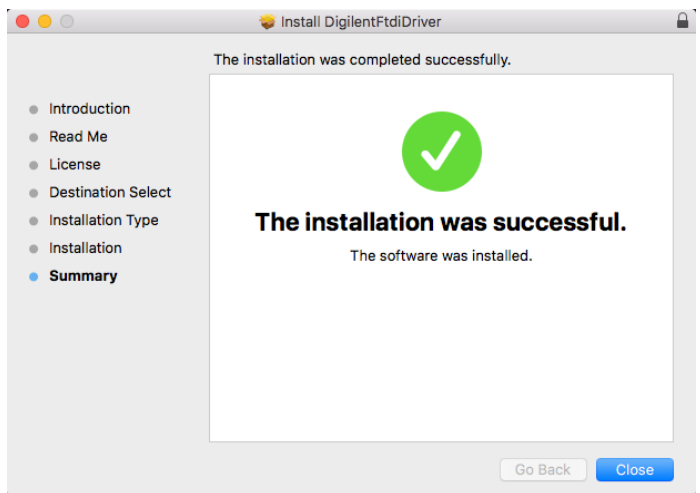 Install DigilentFtdiDriver
The installation was completed successfully.
Introduction
Read Me
License
Destination Select
Installation Type
Installation
Summary
The installation was successful.
The software was installed.
Go Back
Close